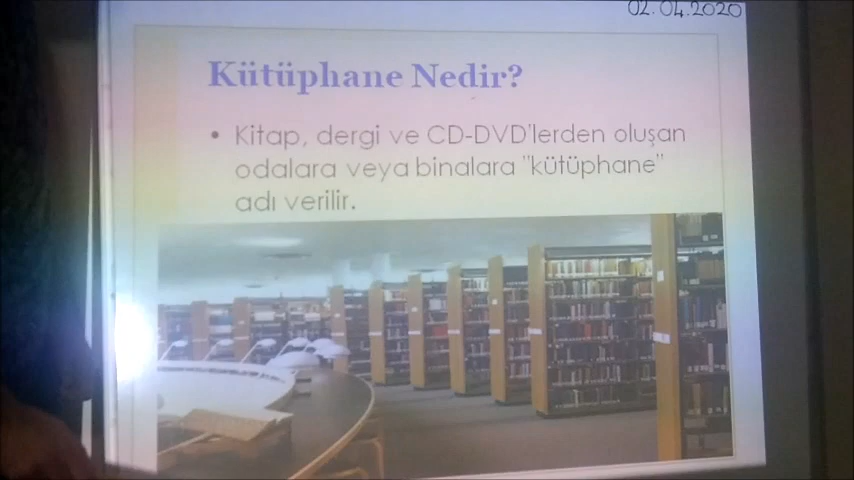 02.04.2020
Kütüphane Nedir?
• Kitap, dergi ve CD-DVD'lerden oluşan
odalara veya binalara "kütüphane"
adı verilir.